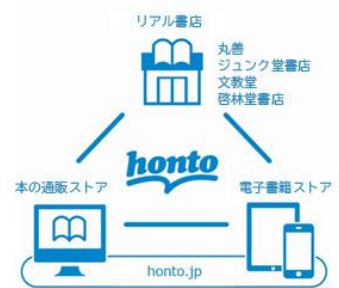 リアル書店
丸善
ジュンク堂書店
文教堂
啓林堂書店
honto
本の通販ストア
電子書籍ストア
honto.jp